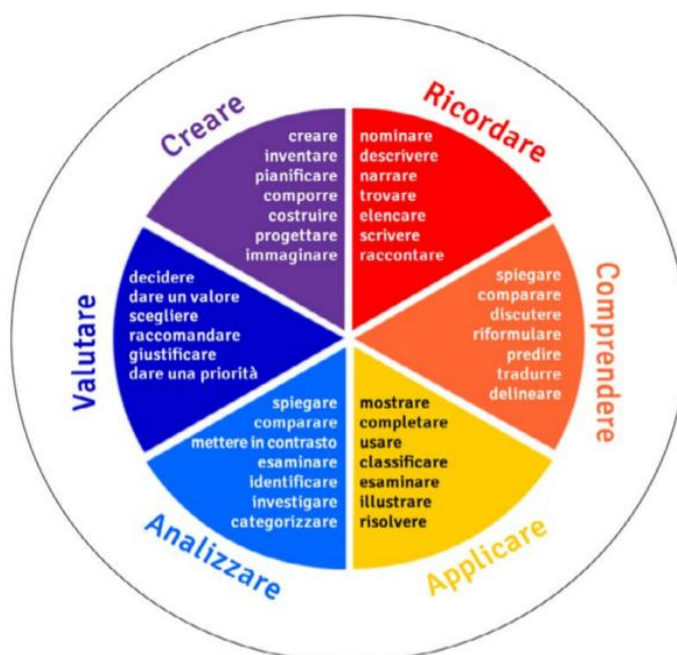 Ricordare
nominare
descrivere
narrare
trovare
elencare
scrivere
raccontare
Comprendere
spiegare
comparare
discutere
riformulare
predire
tradurre
delineare
Applicare
mostrare
completare
usare
classificare
esaminare
illustrare
risolvere
Analizzare
spiegare
comparare
mettere in contrasto
esaminare
identificare
investigare
categorizzare
Valutare
decidere
dare un valore
scegliere
raccomandare
giustificare
dare una priorità
Creare
creare
inventare
pianificare
comporre
costruire
progettare
immaginare